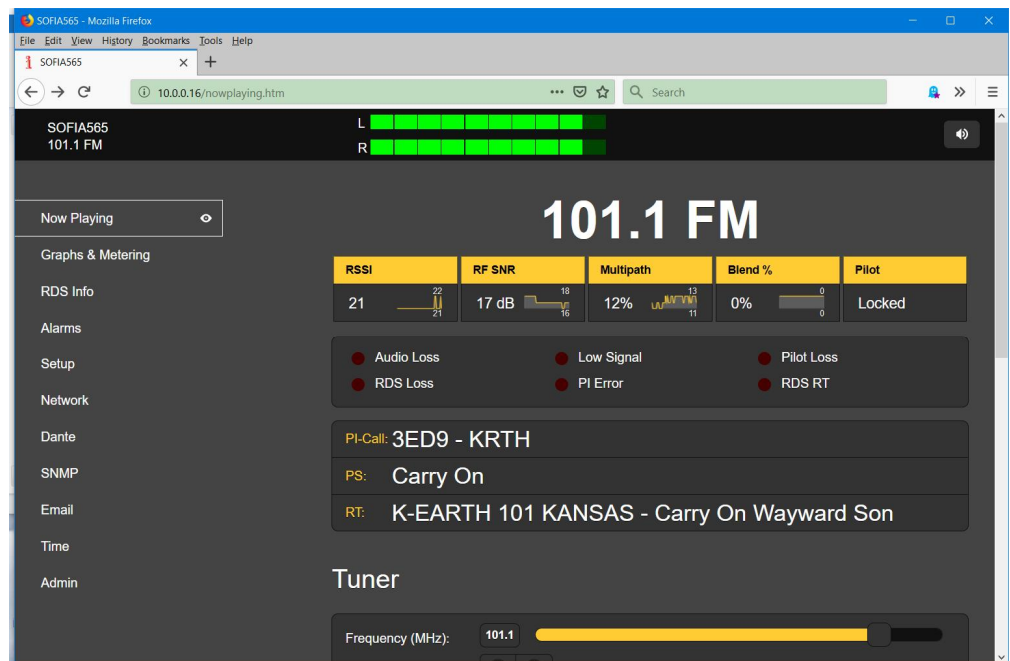 SOFIA565 - Mozilla Firefox
File Edit View History Bookmarks Tools Help
SOFIA565
10.0.0.16/nowplaying.htm
Search
SOFIA565
101.1 FM
L
R
Now Playing
Graphs & Metering
RDS Info
Alarms
Setup
Network
Dante
SNMP
Email
Time
Admin
101.1 FM
RSSI RF SNR Multipath Blend % Pilot
21 22 21 17 dB 18 16 12% 13 11 0% 0 0 Locked
Audio Loss Low Signal Pilot Loss
RDS Loss PI Error RDS RT
PI-Call: 3ED9 - KRTH
PS: Carry On
RT: K-EARTH 101 KANSAS - Carry On Wayward Son
Tuner
Frequency (MHz): 101.1